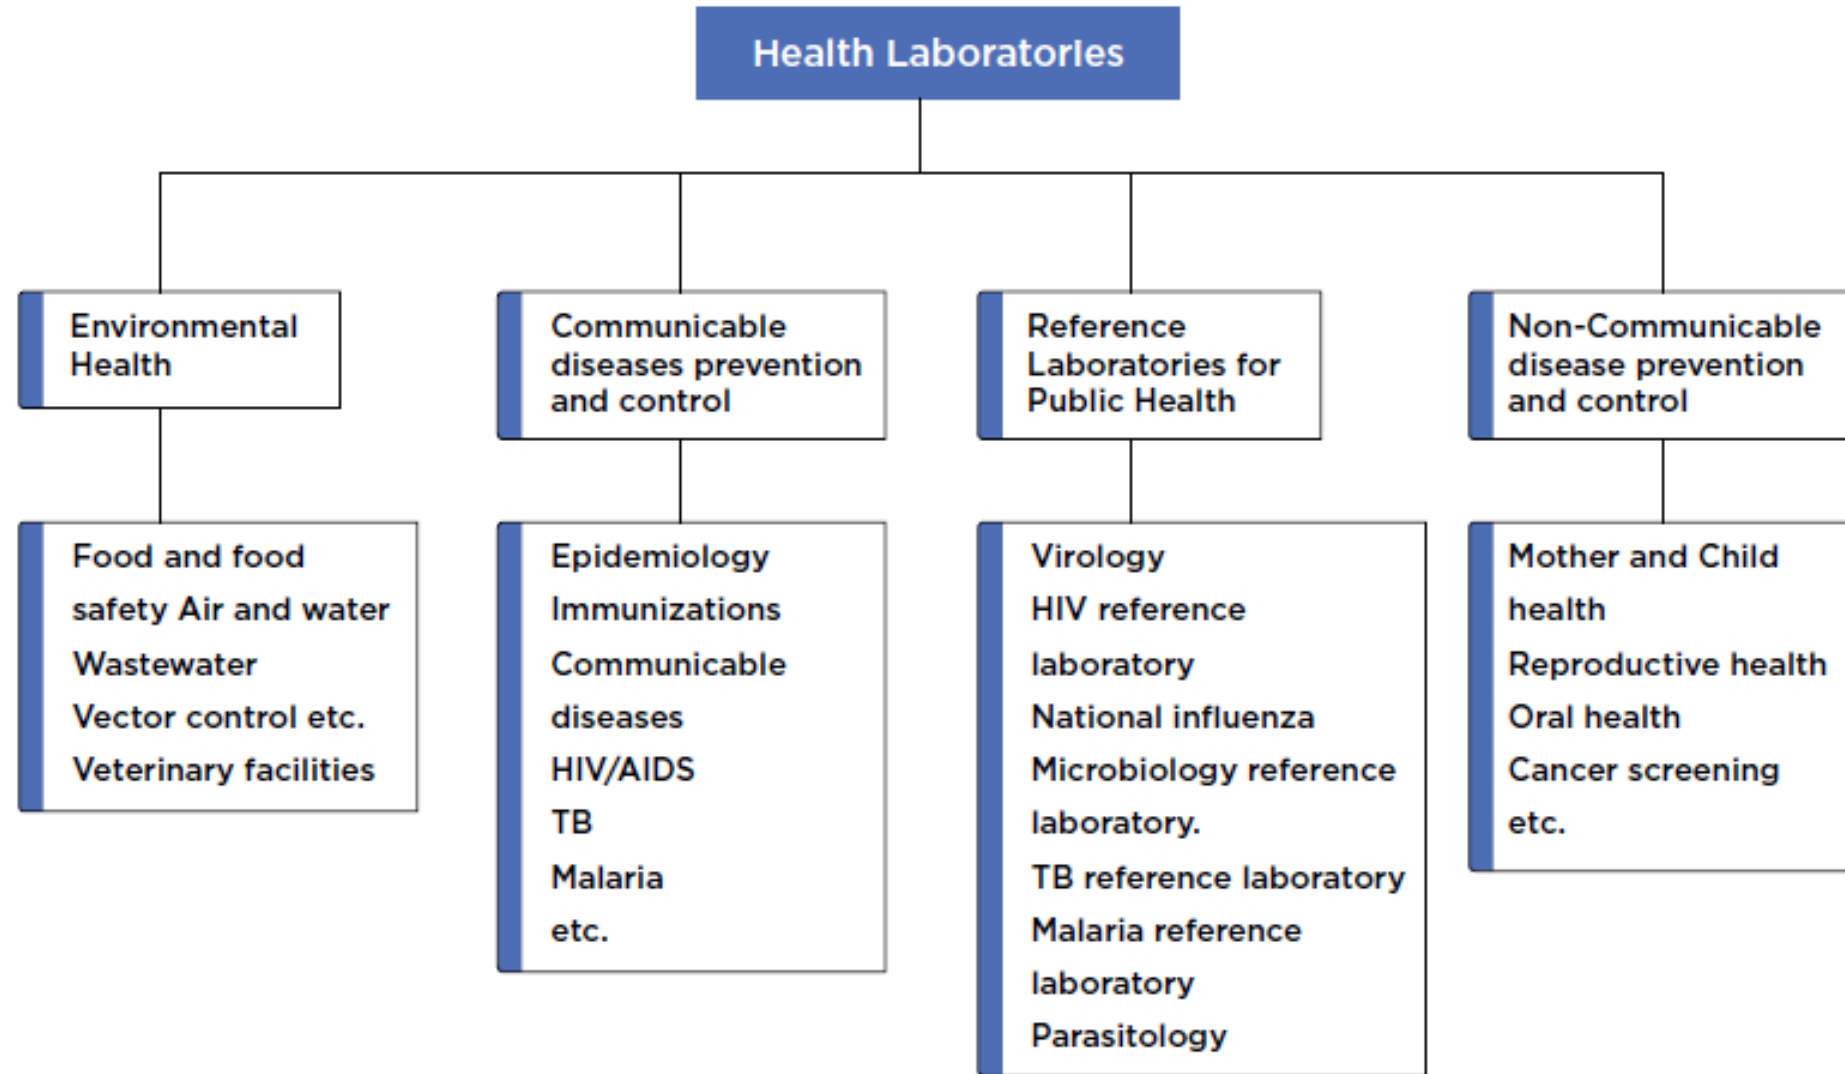 Health Laboratories
Environmental
Health
Communicable
diseases prevention
and control
Reference
Laboratories for
Public Health
Non-Communicable
disease prevention
and control
Food and food
safety Air and water
Wastewater
Vector control etc.
Veterinary facilities
Epidemiology
Immunizations
Communicable
diseases
HIV/AIDS
TB
Malaria
etc.
Virology
HIV reference
laboratory
National influenza
Microbiology reference
laboratory.
TB reference laboratory
Malaria reference
laboratory
Parasitology
Mother and Child
health
Reproductive health
Oral health
Cancer screening
etc.